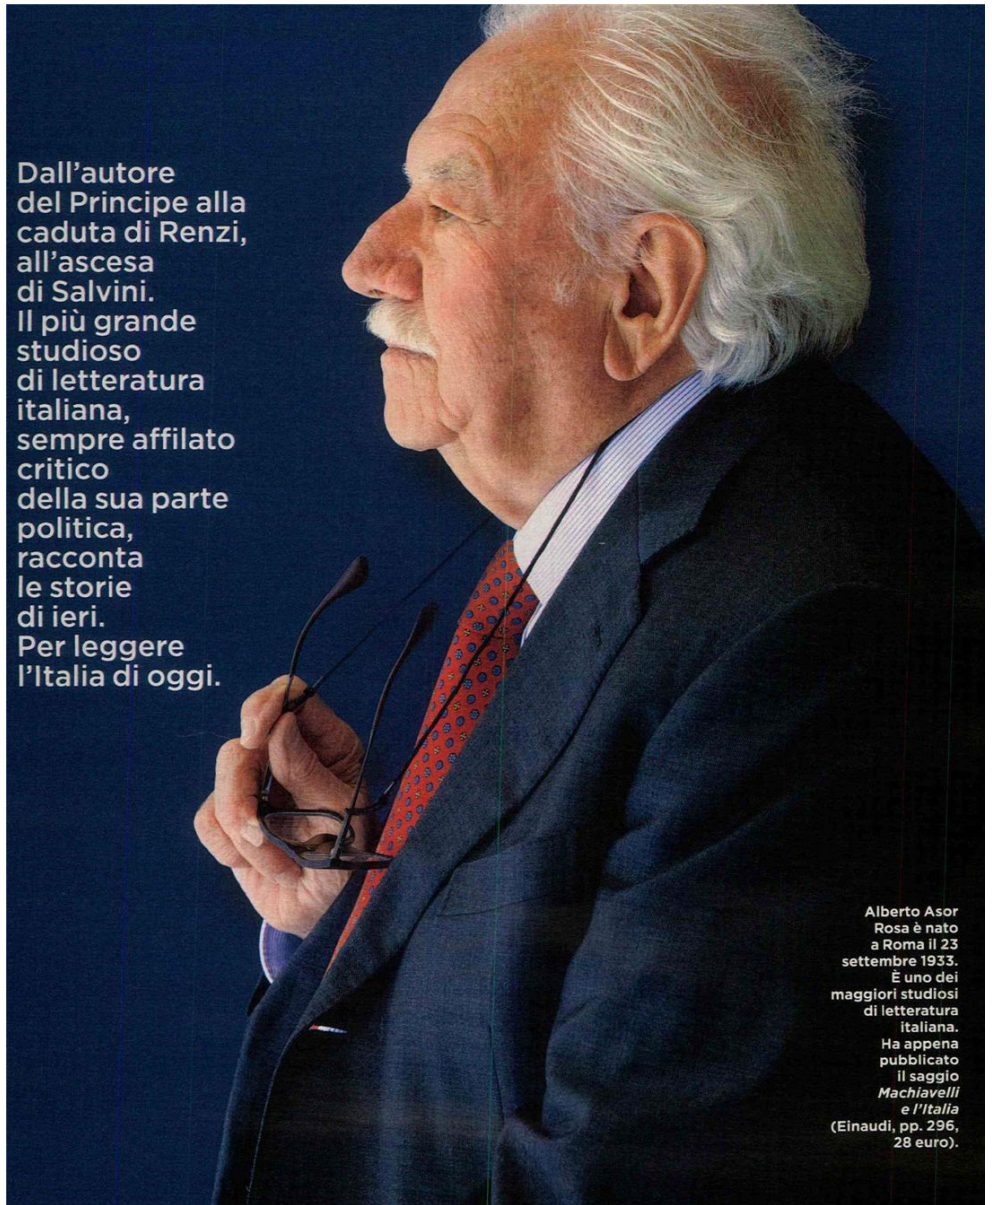 Dall'autore
del Principe alla
caduta di Renzi,
all'ascesa
di Salvini.
Il più grande
studioso
di letteratura
italiana,
sempre affilato
critico
della sua parte
politica,
racconta
le storie
di ieri.
Per leggere
l'Italia di oggi.
Alberto Asor
Rosa è nato
a Roma il 23
settembre 1933.
È uno dei
maggiori studiosi
di letteratura
italiana.
Ha appena
pubblicato
il saggio
Machiavelli
e l'Italia
(Einaudi, pp. 296,
28 euro).